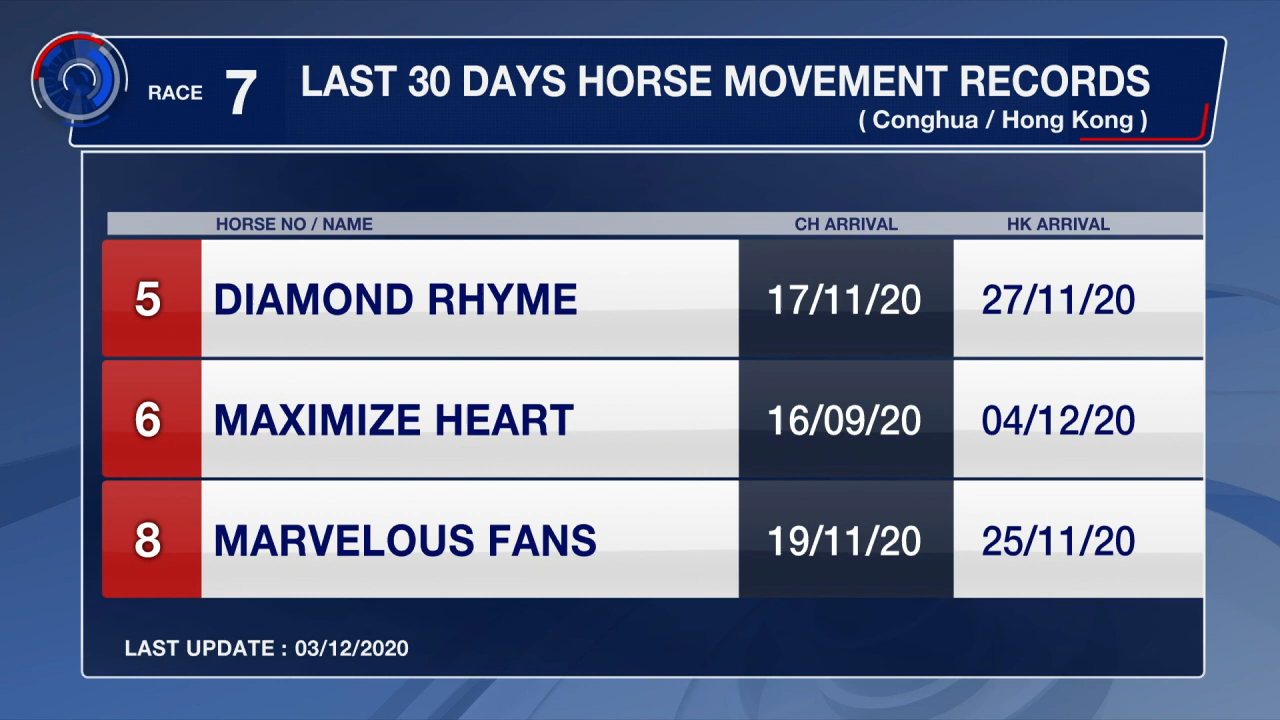 RACE 7 LAST 30 DAYS HORSE MOVEMENT RECORDS
( Conghua / Hong Kong )
HORSE NO / NAME CH ARRIVAL HK ARRIVAL
5 DIAMOND RHYME 17/11/20 27/11/20
6 MAXIMIZE HEART 16/09/20 04/12/20
8 MARVELOUS FANS 19/11/20 25/11/20
LAST UPDATE : 03/12/2020